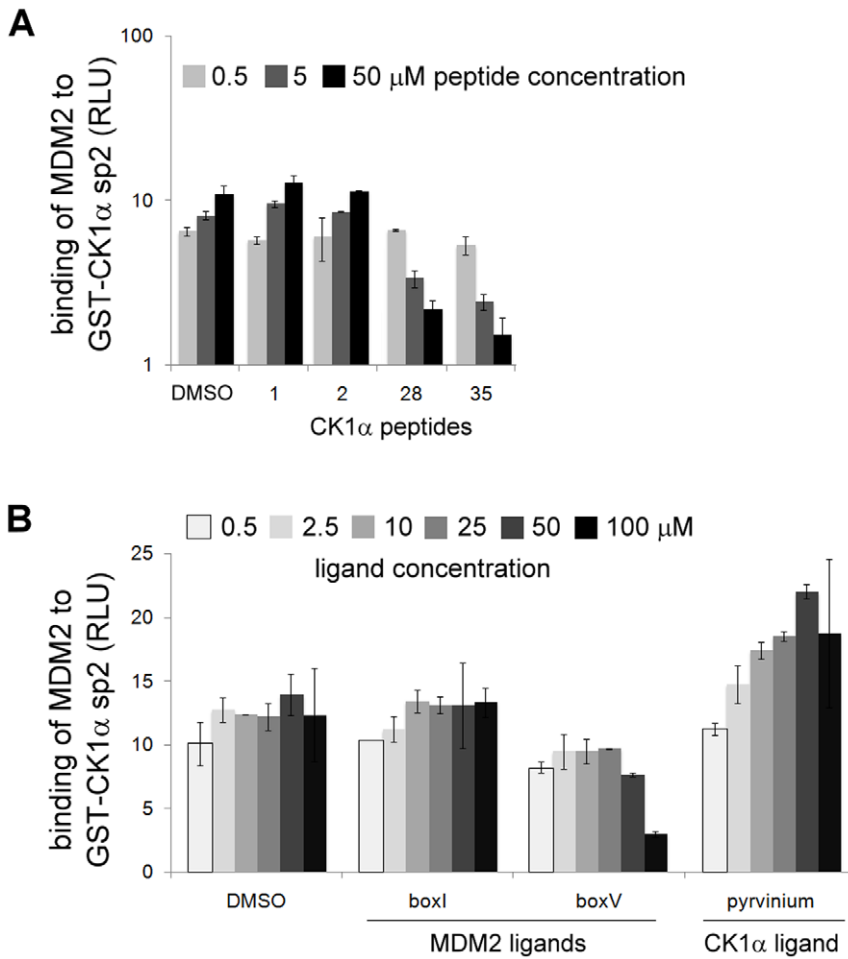 A
100
10
1
binding of MDM2 to
GST-CK1α sp2 (RLU)
0.5 5 50 μM peptide concentration
DMSO 1 2 28 35
CK1α peptides
B
0.5 2.5 10 25 50 100 μM
ligand concentration
25
20
15
10
5
0
binding of MDM2 to
GST-CK1α sp2 (RLU)
DMSO boxI boxV pyrvinium
MDM2 ligands CK1α ligand